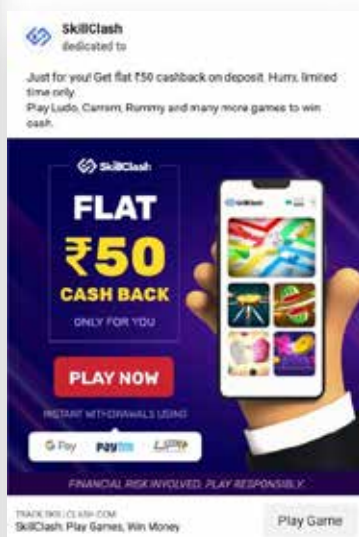 SkillClash
dedicated to
Just for you! Get flat ₹50 cashback on deposit. Hurry, limited
time only.
Play Ludo, Carrom, Rummy and many more games to win
cash.
SkillClash
FLAT
₹50
CASH BACK
ONLY FOR YOU
PLAY NOW
INSTANT WITHDRAWALS USING
G Pay Paytm UPI
SkillClash
FINANCIAL RISK INVOLVED. PLAY RESPONSIBLY.
TRACK.SKILLCLASH.COM
SkillClash: Play Games, Win Money
Play Game